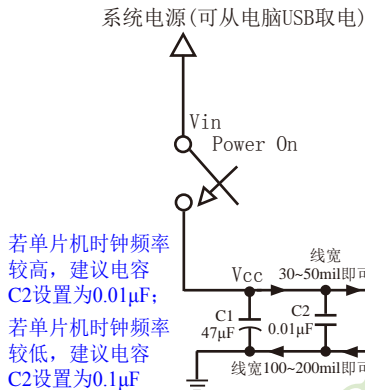 系统电源(可从电脑USB取电)
Vin
Power On
若单片机时钟频率
较高，建议电容
C2设置为0.01μF；
若单片机时钟频率
较低，建议电容
C2设置为0.1μF
Vcc
线宽
30~50mil即可
C1
47μF
C2
0.01μF
线宽100~200mil即可